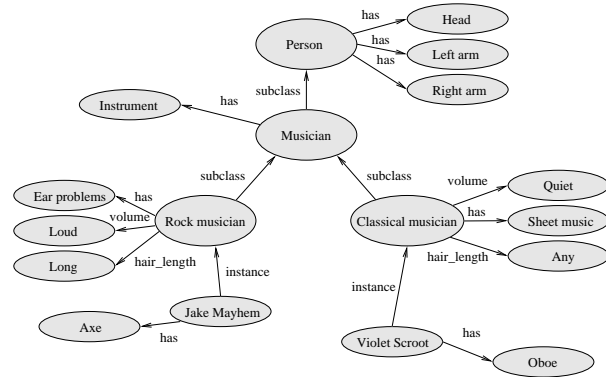 has
Head
Person
has
Left arm
has
Right arm
subclass
Instrument
has
Musician
subclass
subclass
volume
Quiet
Ear problems
has
volume
Rock musician
Classical musician
has
Sheet music
Loud
Long
hair_length
hair_length
Any
instance
instance
Jake Mayhem
Axe
has
Violet Scroot
has
Oboe